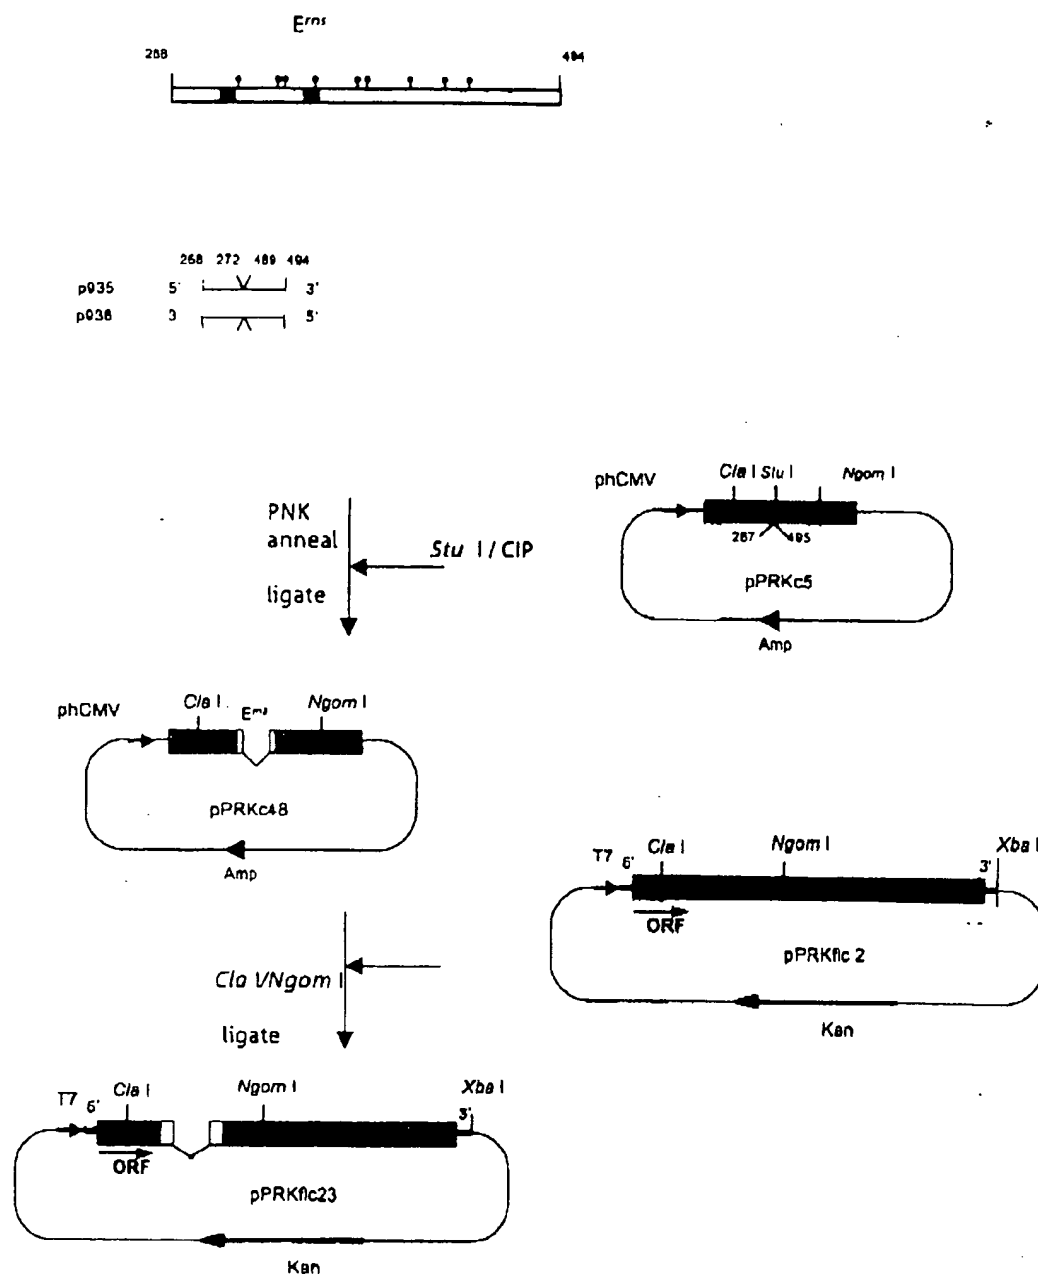 E^rns
268 494
268 272 489 494
p935 5' 3'
p936 3 5'
phCMV Cla I Stu I Ngom I
267 495
pPRKc5
Amp
PNK
anneal
Stu I / CIP
ligate
phCMV Cla I E^rns Ngom I
pPRKc48
Amp
T7 5' Cla I Ngom I 3' Xba I
ORF
pPRKflc 2
Kan
Cla I/Ngom I
ligate
T7 5' Cla I Ngom I 3' Xba I
ORF
pPRKflc23
Kan